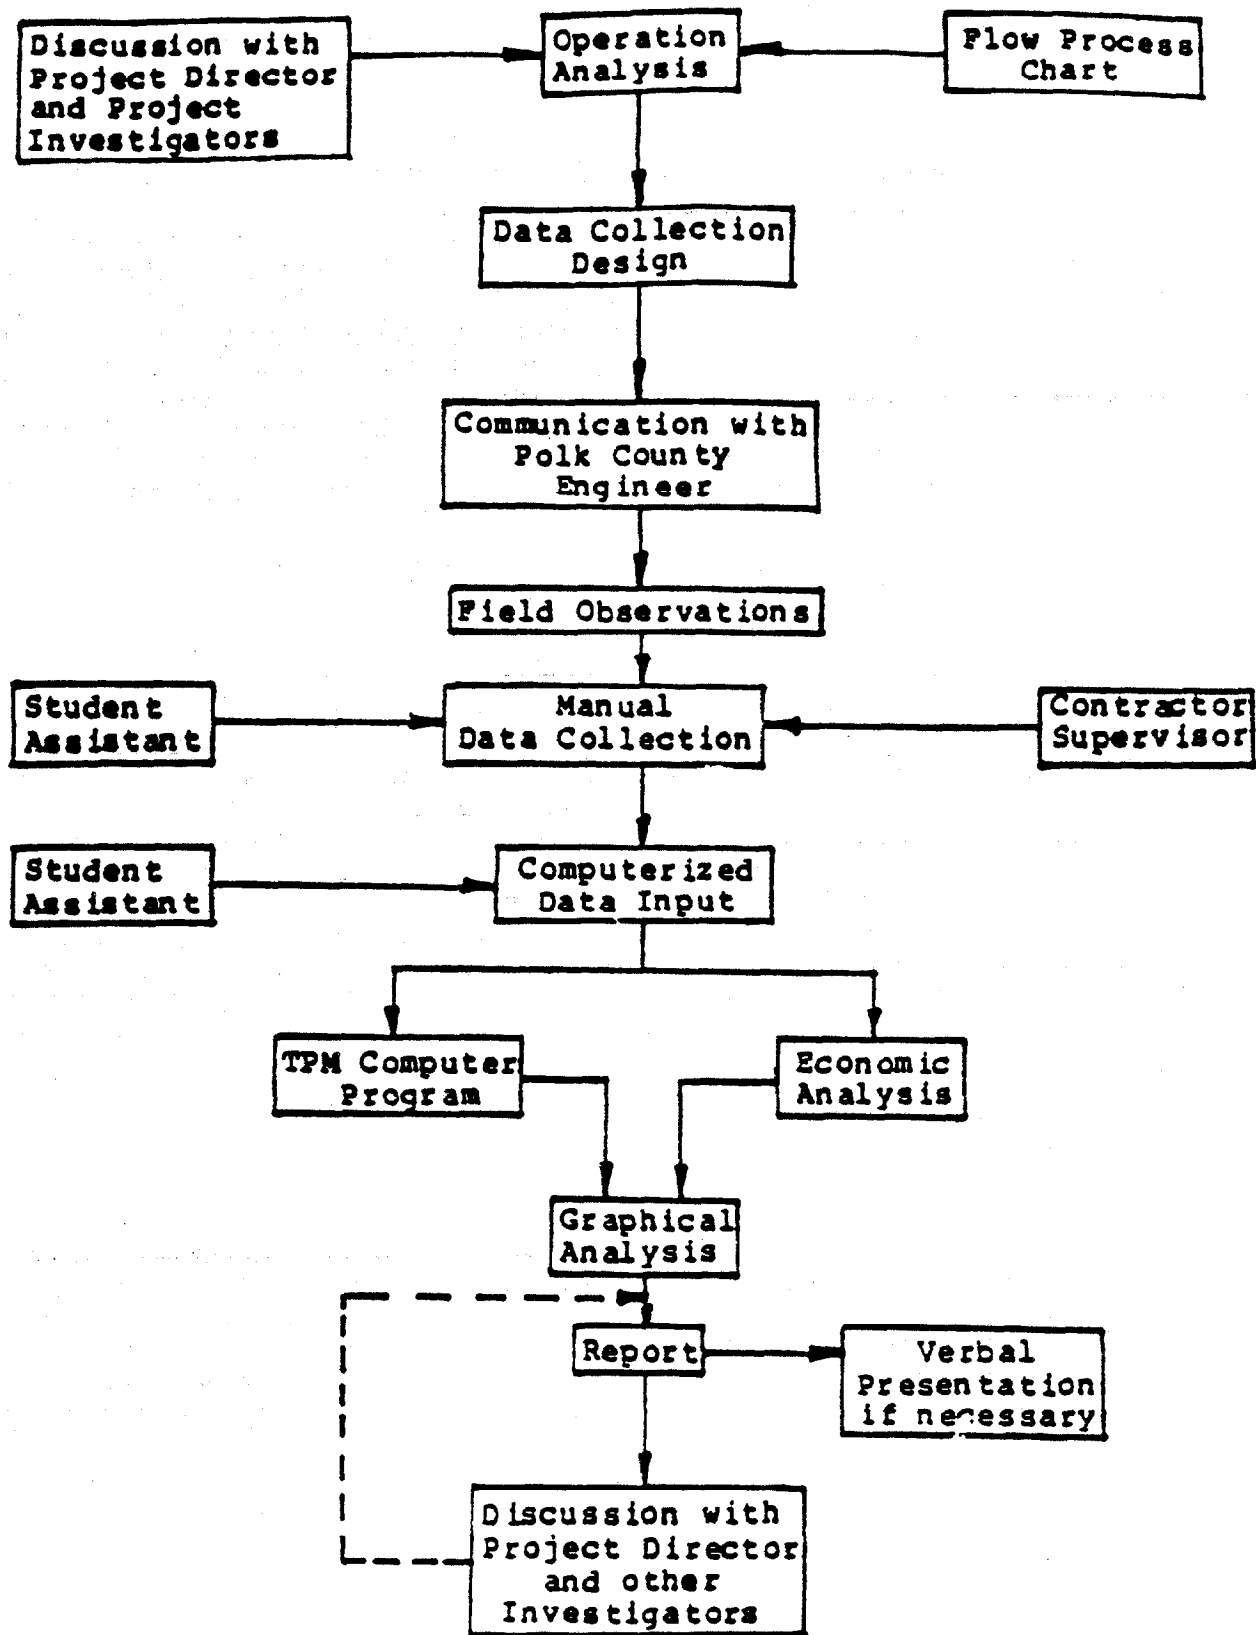 Discussion with
Project Director
and Project
Investigators
Operation
Analysis
Flow Process
Chart
Data Collection
Design
Communication with
Polk County
Engineer
Field Observations
Student
Assistant
Manual
Data Collection
Contractor
Supervisor
Student
Assistant
Computerized
Data Input
TPM Computer
Program
Economic
Analysis
Graphical
Analysis
Report
Verbal
Presentation
if necessary
Discussion with
Project Director
and other
Investigators